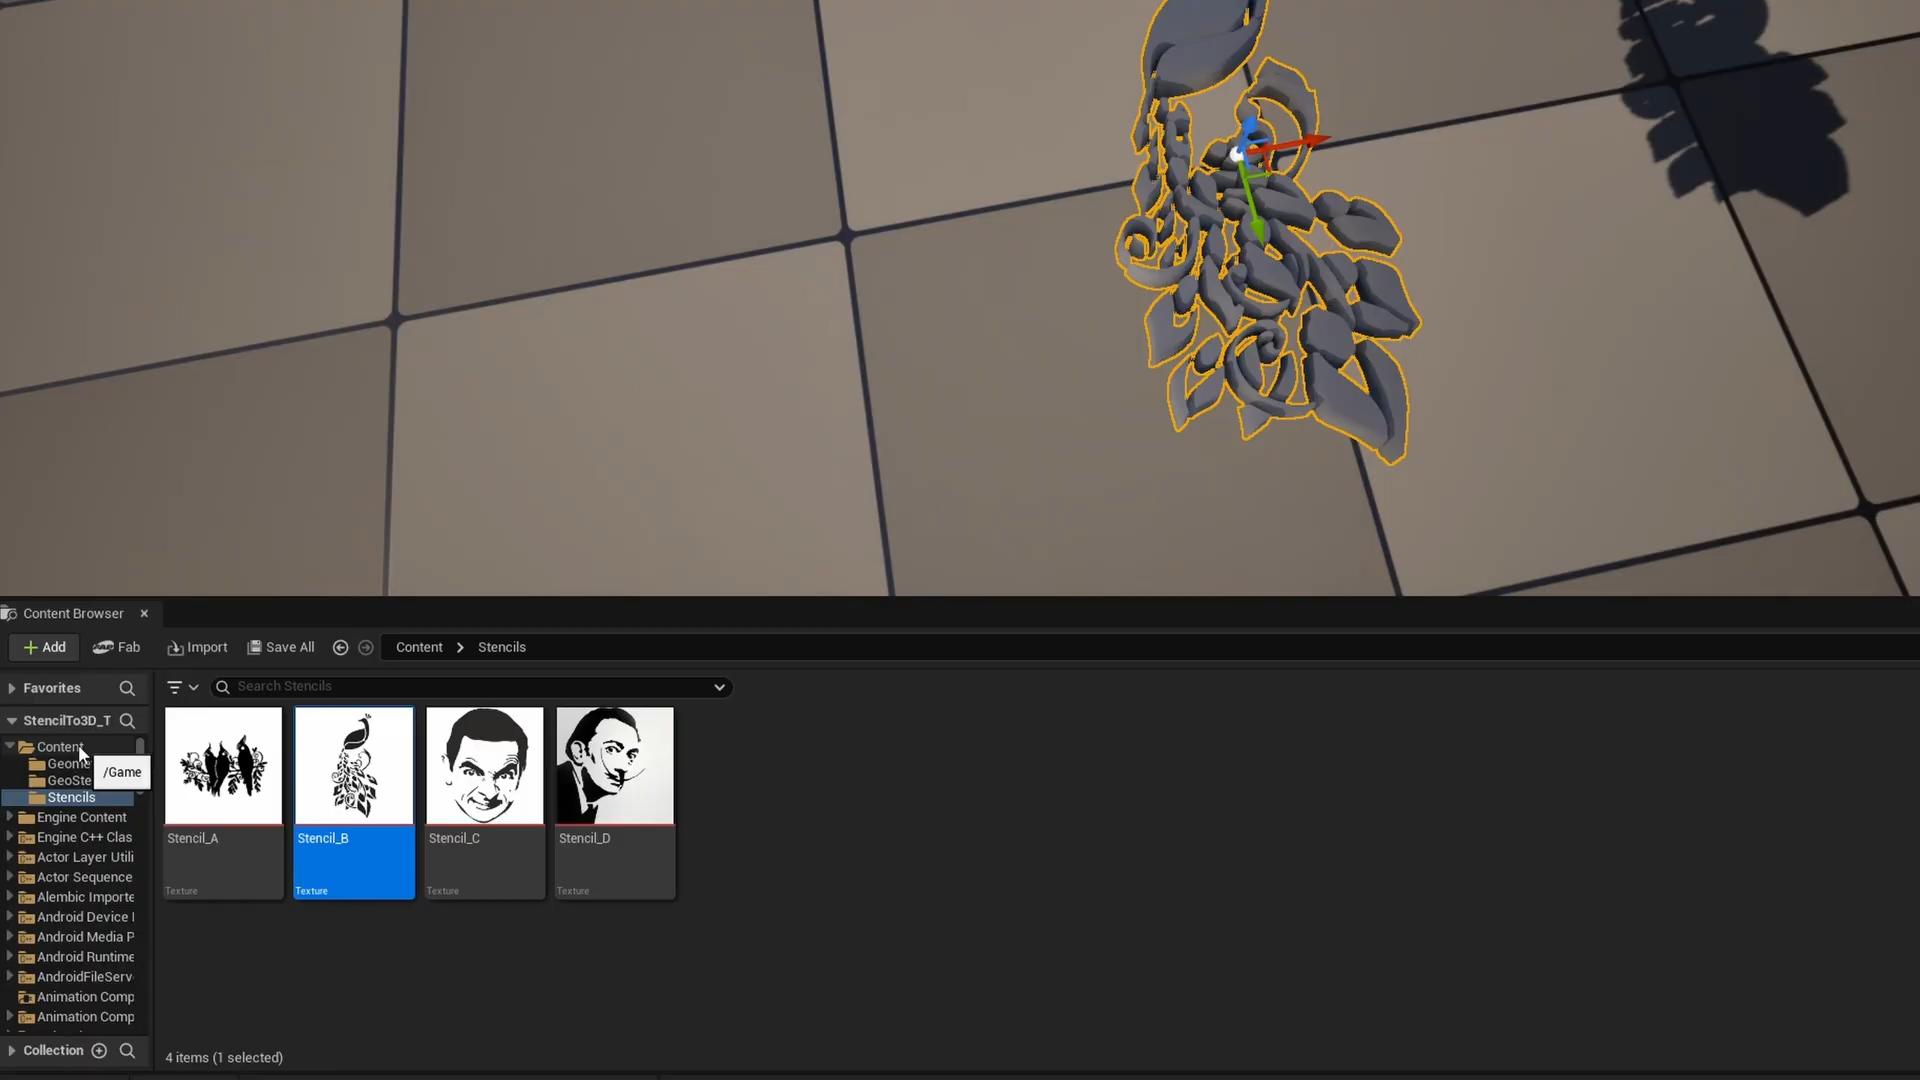 Content Browser
Add
Fab
Import
Save All
Content
Stencils
Favorites
Search Stencils
StencilTo3D_T
Content
Geome
/Game
GeoSte
Stencils
Engine Content
Engine C++ Clas
Actor Layer Utili
Actor Sequence
Alembic Importe
Android Device
Android Media P
Android Runtime
AndroidFileServ
Animation Comp
Animation Comp
Collection
Stencil_A
Texture
Stencil_B
Texture
Stencil_C
Texture
Stencil_D
Texture
4 items (1 selected)